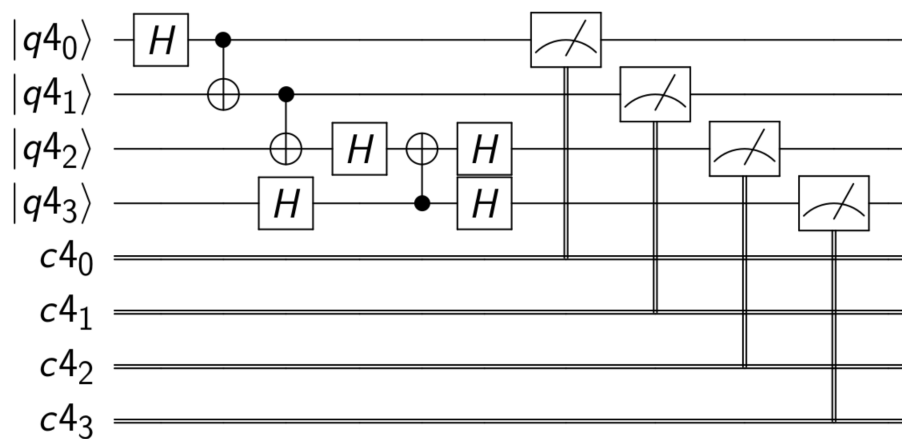 |q4₀⟩ H
|q4₁⟩
|q4₂⟩ H H
|q4₃⟩ H H
c4₀
c4₁
c4₂
c4₃